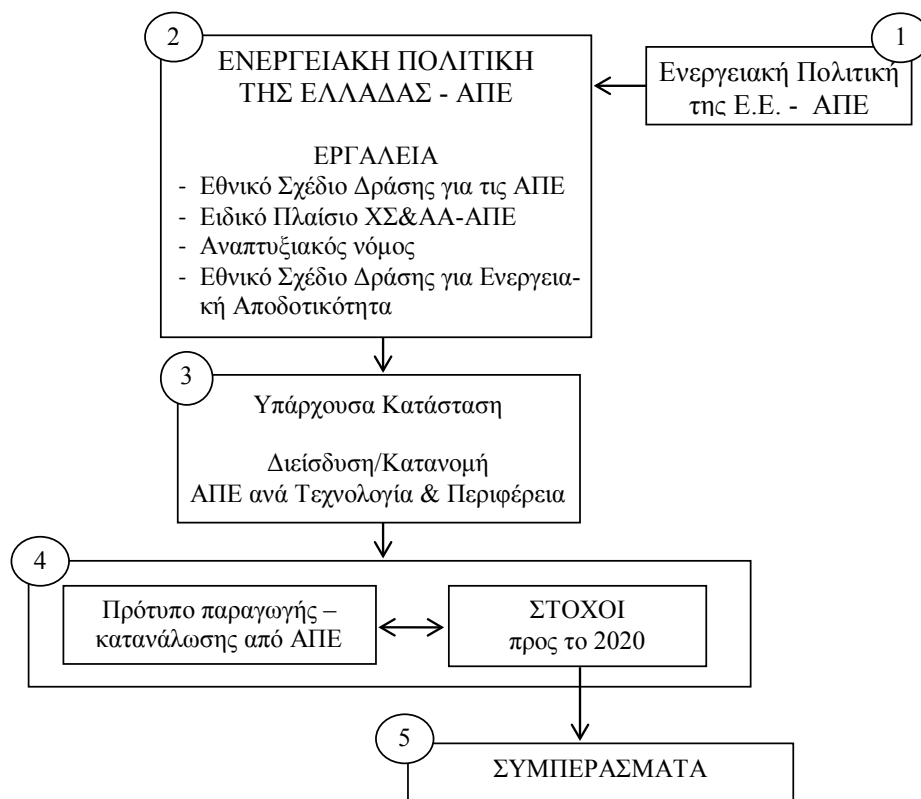 1
Ενεργειακή Πολιτική
της Ε.Ε. - ΑΠΕ
2
ΕΝΕΡΓΕΙΑΚΗ ΠΟΛΙΤΙΚΗ
ΤΗΣ ΕΛΛΑΔΑΣ - ΑΠΕ
ΕΡΓΑΛΕΙΑ
- Εθνικό Σχέδιο Δράσης για τις ΑΠΕ
- Ειδικό Πλαίσιο ΧΣ&ΑΑ-ΑΠΕ
- Αναπτυξιακός νόμος
- Εθνικό Σχέδιο Δράσης για Ενεργεια-
κή Αποδοτικότητα
3
Υπάρχουσα Κατάσταση
Διείσδυση/Κατανομή
ΑΠΕ ανά Τεχνολογία & Περιφέρεια
4
Πρότυπο παραγωγής –
κατανάλωσης από ΑΠΕ
ΣΤΟΧΟΙ
προς το 2020
5
ΣΥΜΠΕΡΑΣΜΑΤΑ